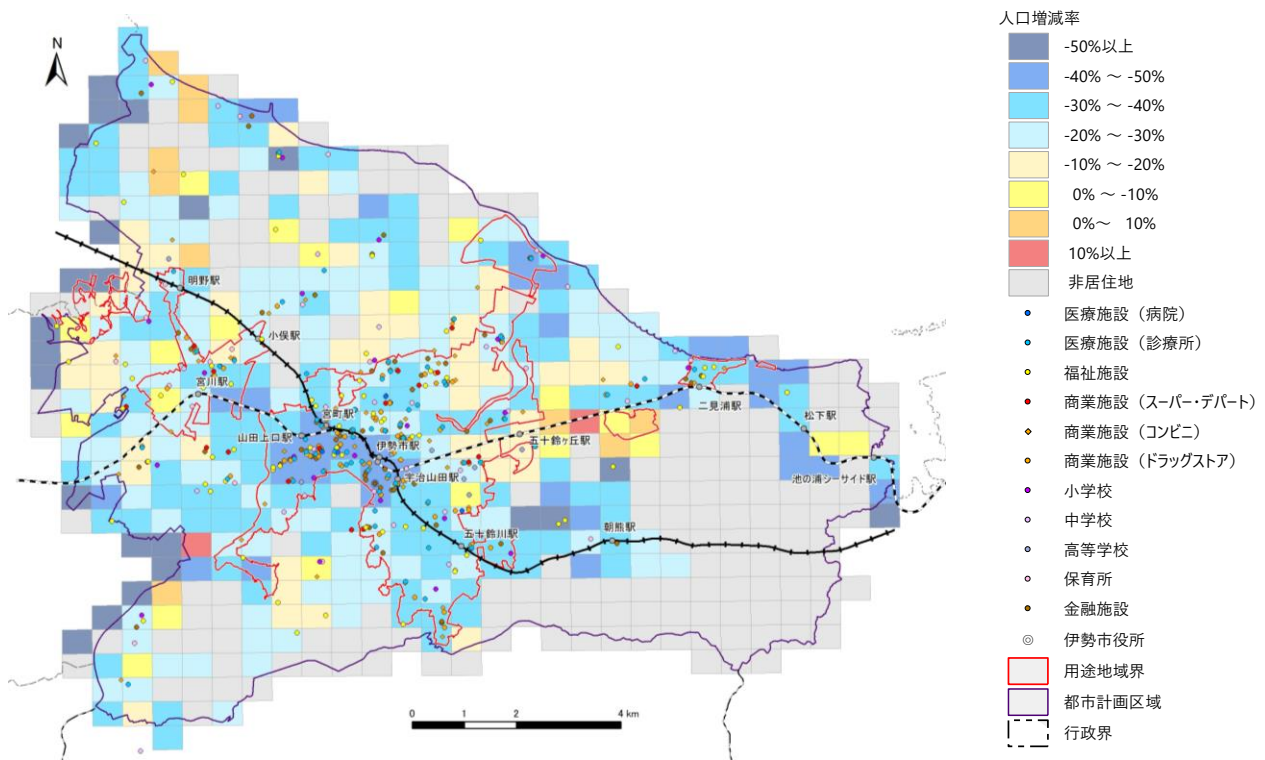 N
明野駅
小俣駅
宮川駅
宮町駅
山田上口駅
伊勢市駅
宇治山田駅
五十鈴ヶ丘駅
二見浦駅
松下駅
池の浦シーサイド駅
五十鈴川駅
朝熊駅
0 1 2 4 km
人口増減率
-50%以上
-40% ~ -50%
-30% ~ -40%
-20% ~ -30%
-10% ~ -20%
0% ~ -10%
0%~ 10%
10%以上
非居住地
医療施設（病院）
医療施設（診療所）
福祉施設
商業施設（スーパー・デパート）
商業施設（コンビニ）
商業施設（ドラッグストア）
小学校
中学校
高等学校
保育所
金融施設
伊勢市役所
用途地域界
都市計画区域
行政界